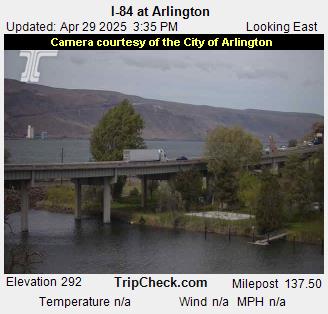 I-84 at Arlington
Updated: Apr 29 2025 3:35 PM Looking East
Camera courtesy of the City of Arlington
Elevation 292 TripCheck.com Milepost 137.50
Temperature n/a Wind n/a MPH n/a